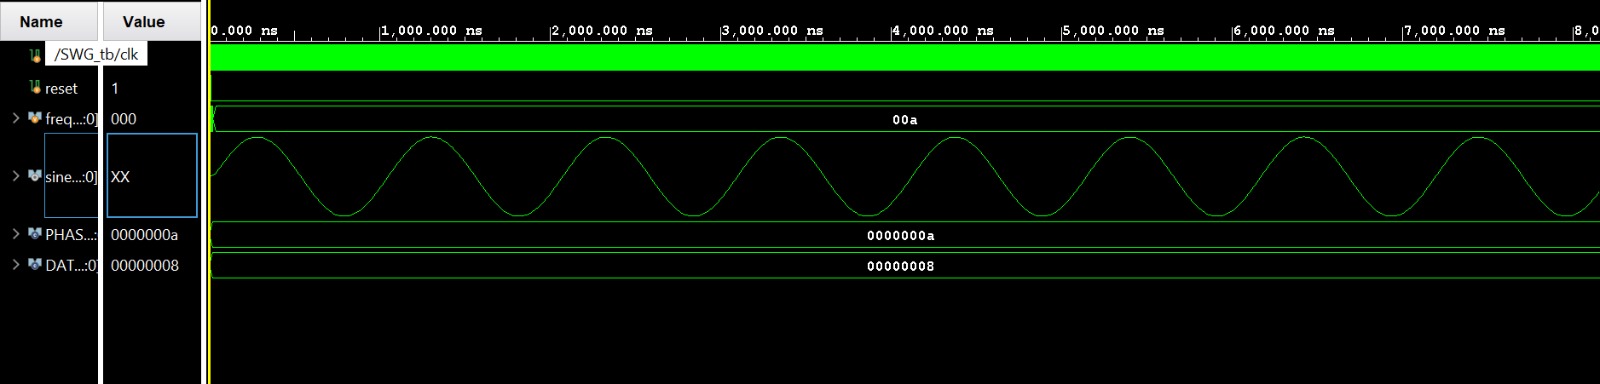 Name Value 0.000 ns 1,000.000 ns 2,000.000 ns 3,000.000 ns 4,000.000 ns 5,000.000 ns 6,000.000 ns 7,000.000 ns 8,0
/SWG_tb/clk
reset 1
freq...:0] 000 00a
sine...:0] XX
PHAS...: 0000000a 0000000a
DAT...:0] 00000008 00000008